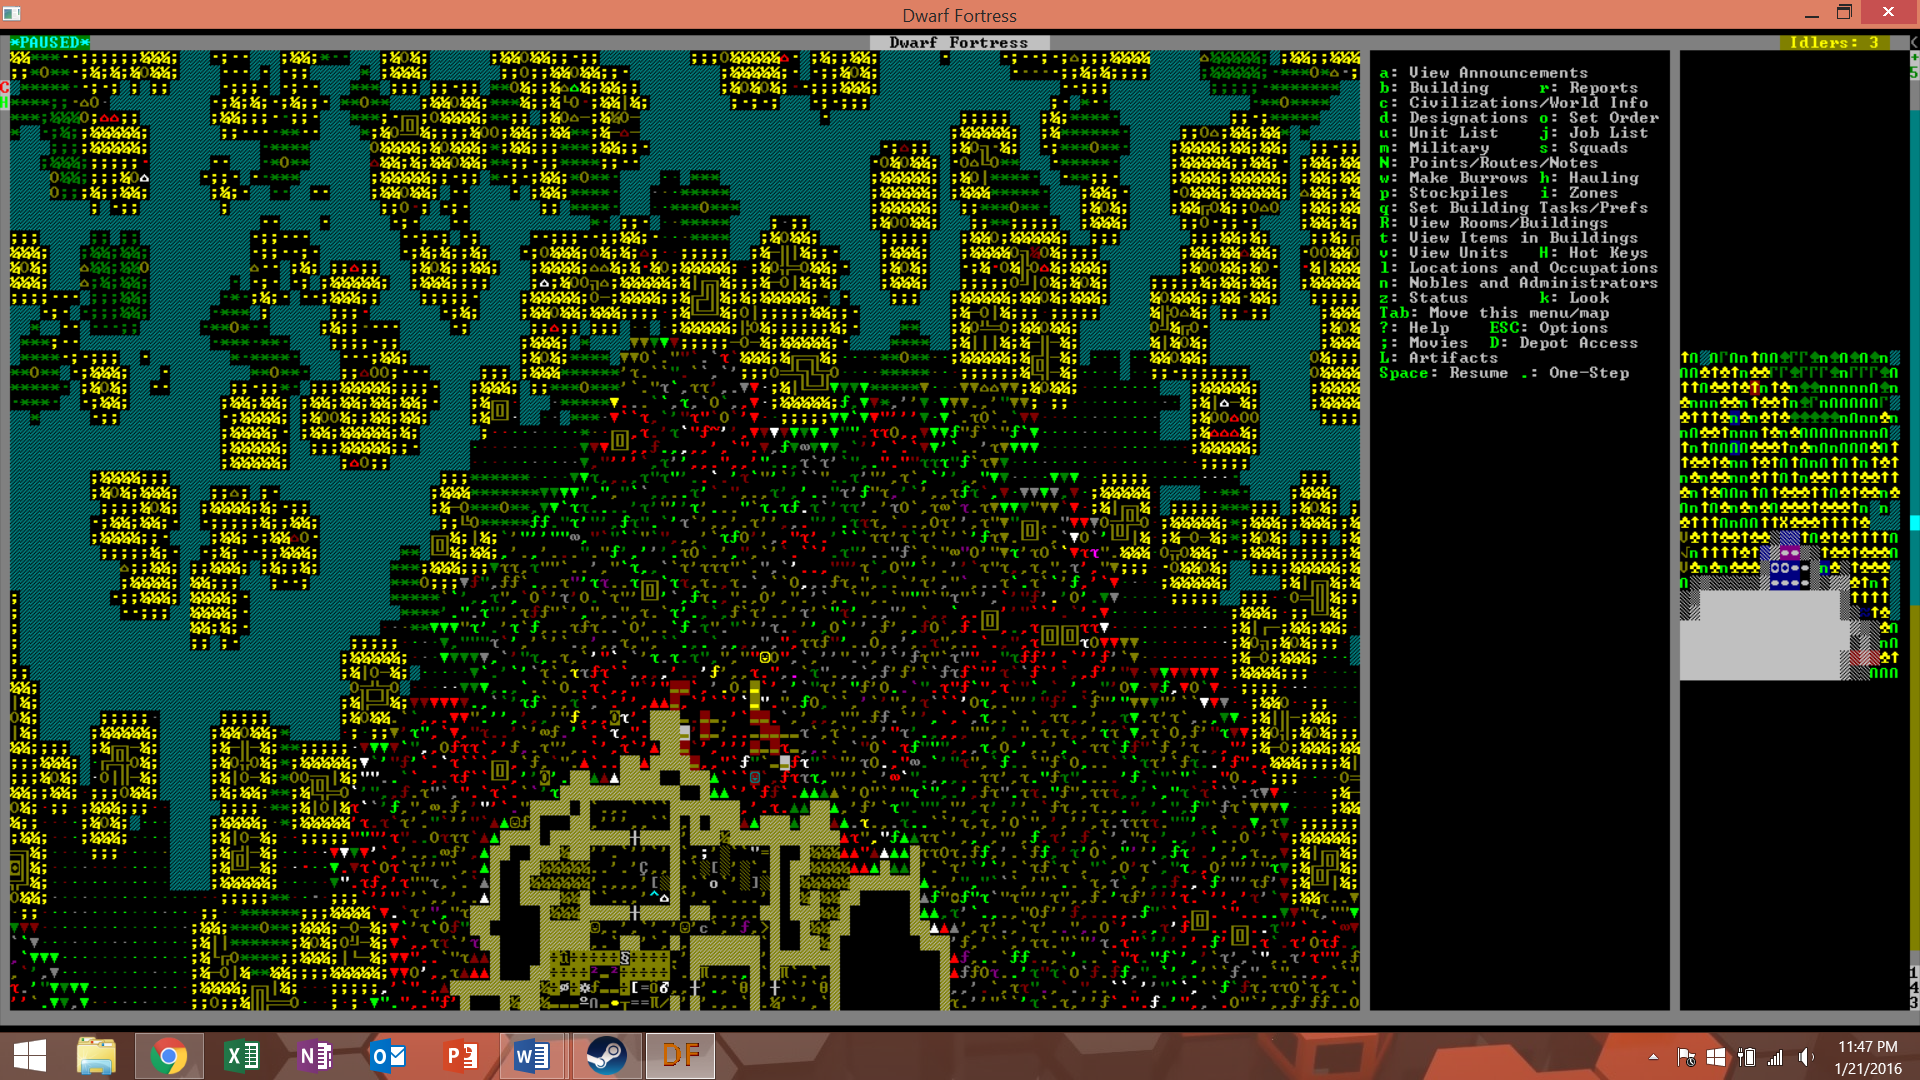 Dwarf Fortress
*PAUSED*
Dwarf Fortress
Idlers: 3
a: View Announcements
b: Building r: Reports
c: Civilizations/World Info
d: Designations o: Set Order
u: Unit List j: Job List
m: Military s: Squads
N: Points/Routes/Notes
w: Make Burrows h: Hauling
p: Stockpiles i: Zones
q: Set Building Tasks/Prefs
R: View Rooms/Buildings
t: View Items in Buildings
v: View Units H: Hot Keys
l: Locations and Occupations
n: Nobles and Administrators
z: Status k: Look
Tab: Move this menu/map
?: Help ESC: Options
;: Movies D: Depot Access
L: Artifacts
Space: Resume .: One-Step
C
H
+
5
1
4
3
DF
11:47 PM
1/21/2016